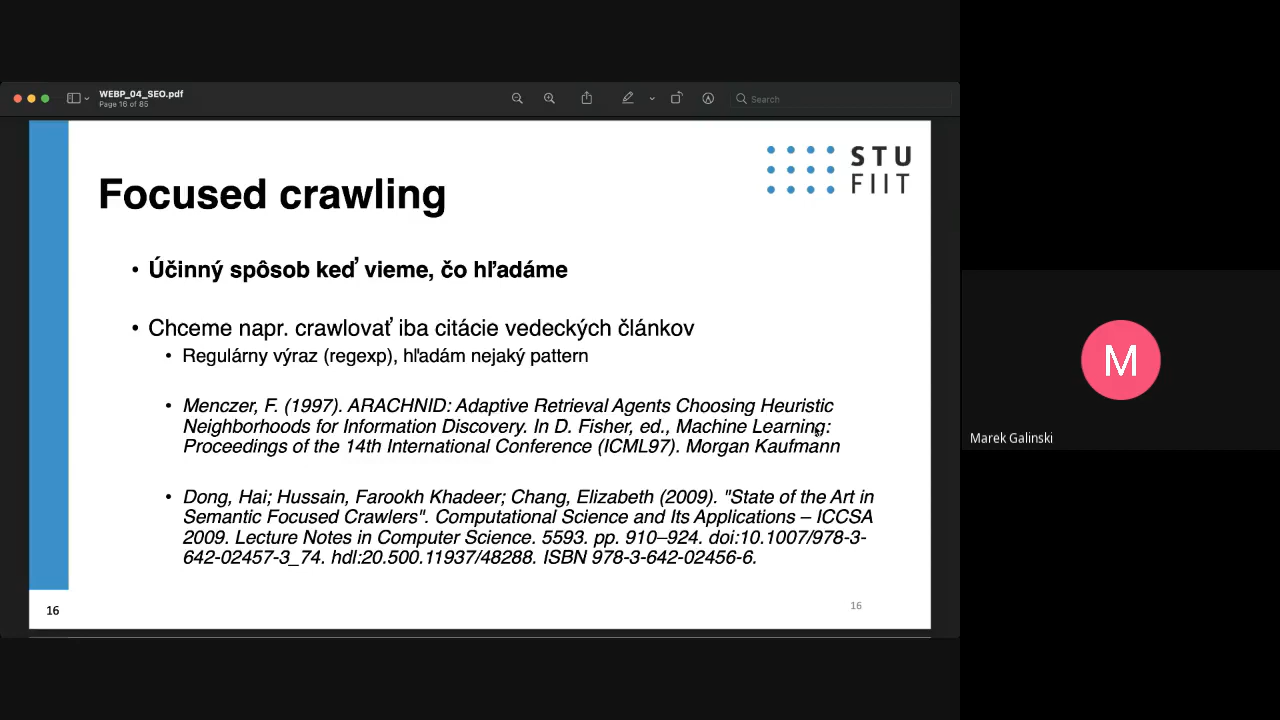 WEBP_04_SEO.pdf
Page 16 of 85
Search
STU
FIIT
Focused crawling
• Účinný spôsob keď vieme, čo hľadáme
• Chceme napr. crawlovať iba citácie vedeckých článkov
• Regulárny výraz (regexp), hľadám nejaký pattern
• Menczer, F. (1997). ARACHNID: Adaptive Retrieval Agents Choosing Heuristic
Neighborhoods for Information Discovery. In D. Fisher, ed., Machine Learning:
Proceedings of the 14th International Conference (ICML97). Morgan Kaufmann
• Dong, Hai; Hussain, Farookh Khadeer; Chang, Elizabeth (2009). "State of the Art in
Semantic Focused Crawlers". Computational Science and Its Applications – ICCSA
2009. Lecture Notes in Computer Science. 5593. pp. 910–924. doi:10.1007/978-3-
642-02457-3_74. hdl:20.500.11937/48288. ISBN 978-3-642-02456-6.
16
16
M
Marek Galinski